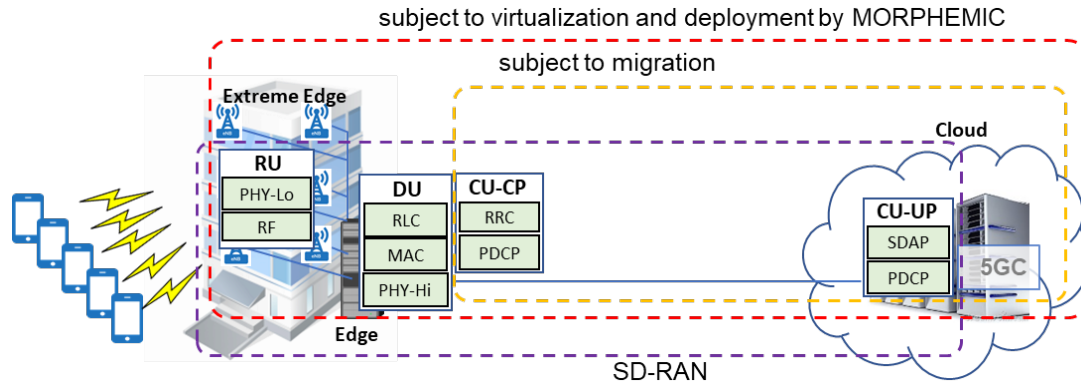 subject to virtualization and deployment by MORPHEMIC
subject to migration
Extreme Edge
Cloud
RU
PHY-Lo
RF
DU
RLC
MAC
PHY-Hi
CU-CP
RRC
PDCP
CU-UP
SDAP
PDCP
5GC
Edge
SD-RAN